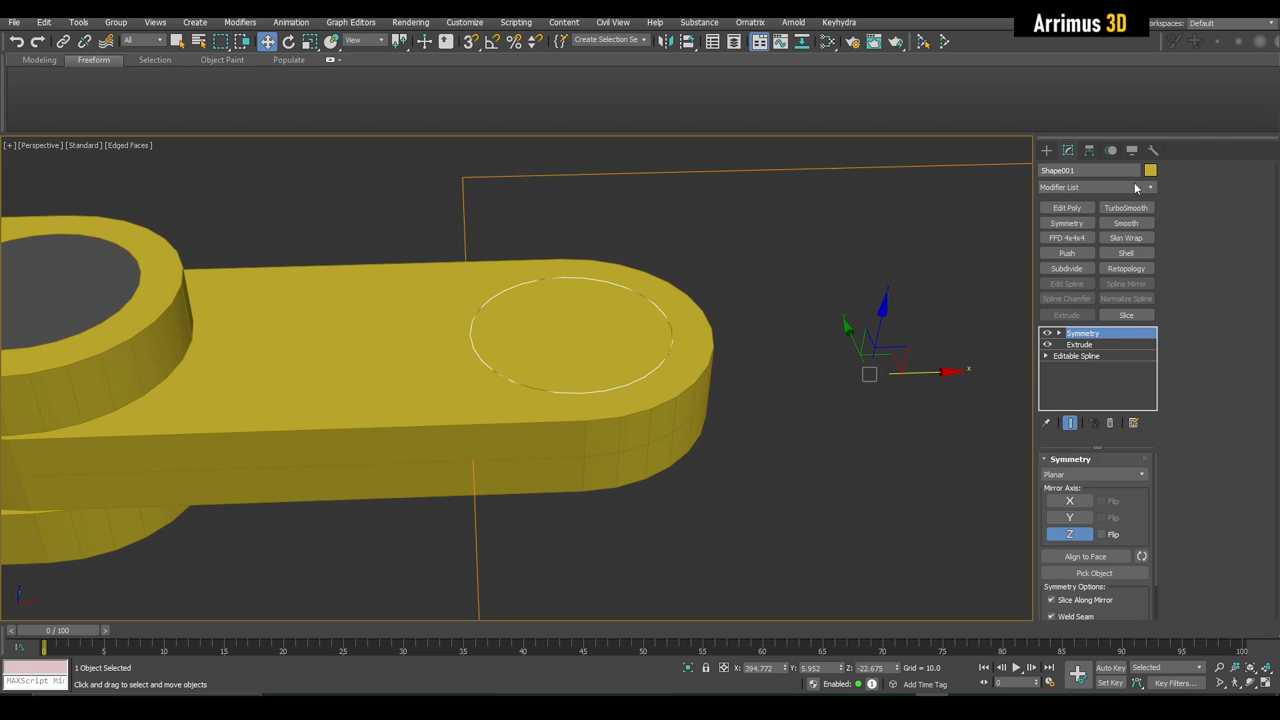 File Edit Tools Group Views Create Modifiers Animation Graph Editors Rendering Customize Scripting Content Civil View Help Substance Ornatrix Arnold Keyhydra
Arrimus 3D
Workspaces: Default
All
View
Create Selection Se
Modeling Freeform Selection Object Paint Populate
[+] [Perspective] [Standard] [Edged Faces]
Shape001
Modifier List
Edit Poly TurboSmooth
Symmetry Smooth
FFD 4x4x4 Skin Wrap
Push Shell
Subdivide Retopology
Edit Spline Spline Mirror
Spline Chamfer Normalize Spline
Extrude Slice
Symmetry
Extrude
Editable Spline
Symmetry
Planar
Mirror Axis:
X Flip
Y Flip
Z Flip
Align to Face
Pick Object
Symmetry Options:
Slice Along Mirror
Weld Seam
0 / 100
0 5 10 15 20 25 30 35 40 45 50 55 60 65 70 75 80 85 90 95 100
1 Object Selected
X: 394.772 Y: 5.952 Z: -22.675 Grid = 10.0
Auto Key Selected
MAXScript Mi
Click and drag to select and move objects
Enabled:
Add Time Tag
0
Set Key Key Filters...